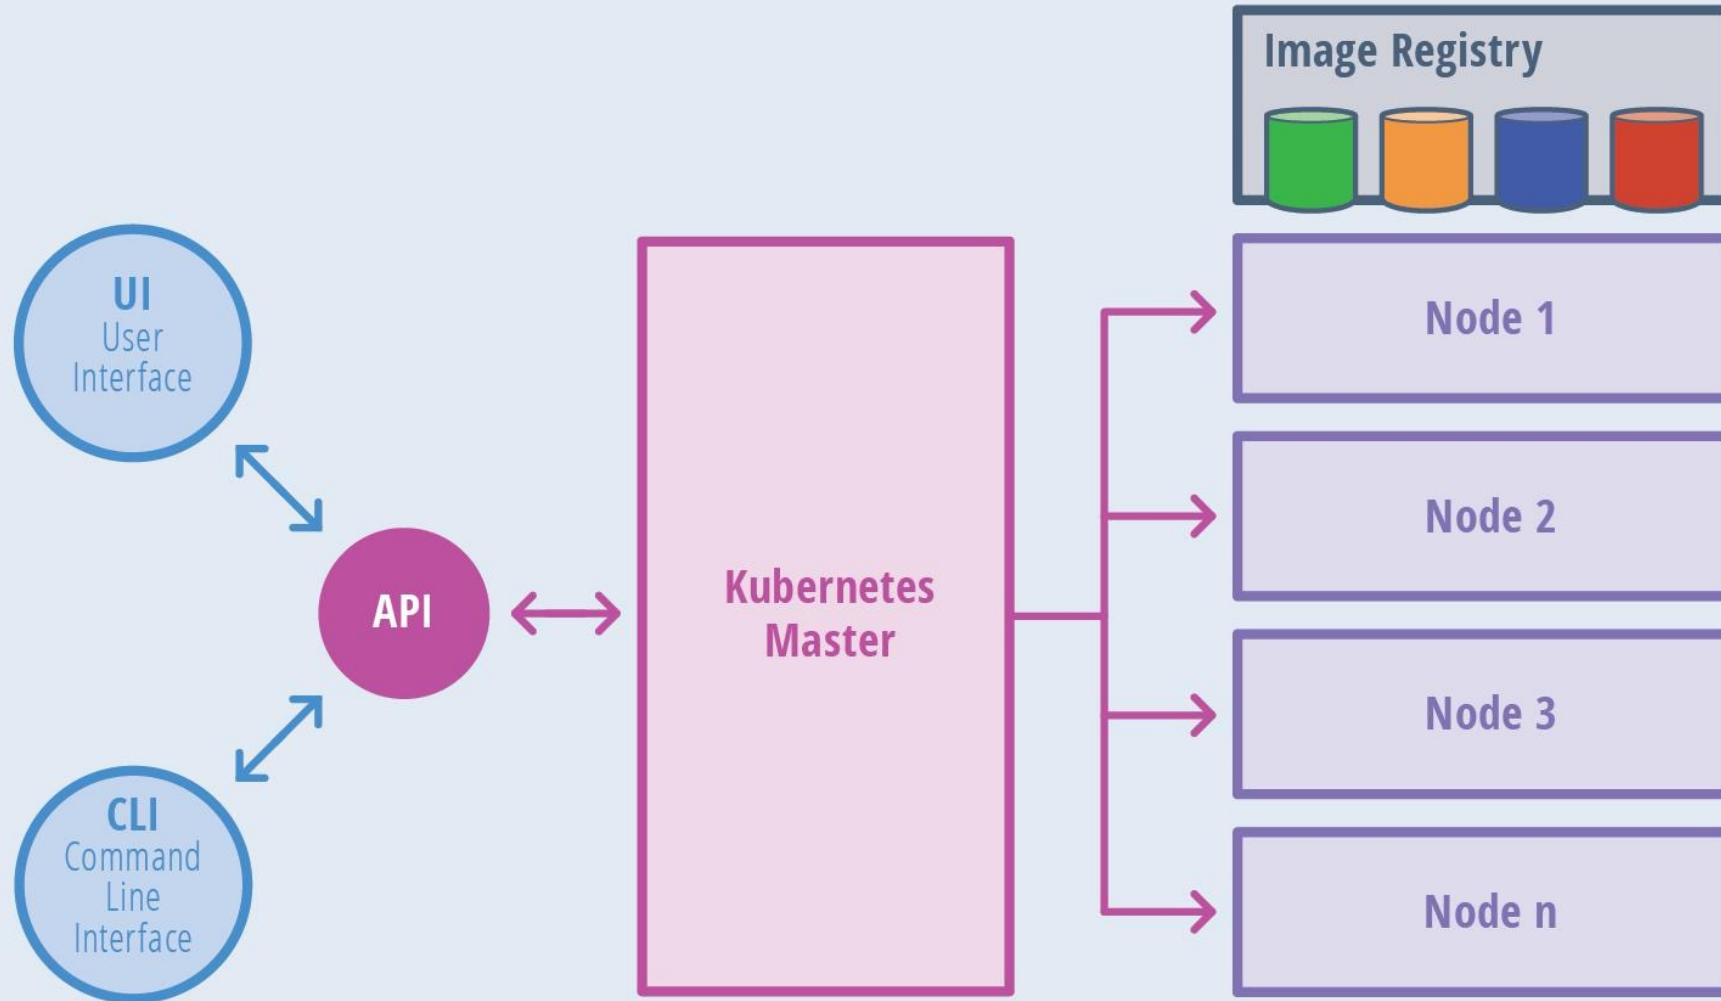 Image Registry
UI
User
Interface
Node 1
Node 2
API
Kubernetes
Master
Node 3
CLI
Command
Line
Interface
Node n